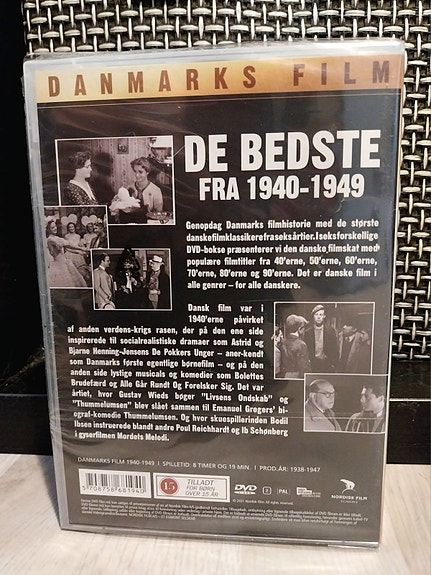 DANMARKS FILM
DE BEDSTE
FRA 1940-1949
Genopdag Danmarks filmhistorie med de største
danske filmklassikere fra seks årtier. I seks forskellige
DVD-bokse præsenterer vi den danske filmskat med
populære filmtitler fra 40'erne, 50'erne, 60'erne,
70'erne, 80'erne og 90'erne. Det er danske film i
alle genrer – for alle danskere.
Dansk film var i
1940'erne påvirket
af anden verdens-krigs rasen, der på den ene side
inspirerede til socialrealistiske dramaer som Astrid og
Bjarne Henning-Jensens De Pokkers Unger – aner-kendt
som Danmarks første egentlige børnefilm – og på den
anden side lystige musicals og komedier som Bolettes
Brudefærd og Alle Går Rundt Og Forelsker Sig. Det var
årtiet, hvor Gustav Wieds bøger "Livsens Ondskab" og
"Thummelumsen" blev slået sammen til Emanuel Gregers' bi-
ograf-komedie Thummelumsen. Og hvor skuespillerinden Bodil
Ibsen instruerede blandt andre Poul Reichhardt og Ib Schønberg
i gyserfilmen Mordets Melodi.
DANMARKS FILM 1940-1949 | SPILLETID: 8 TIMER OG 19 MIN. | PROD.ÅR: 1938-1947
5 708758 681940
15
TILLADT
FOR BØRN
OVER 15 ÅR
DVD
2
PAL
NORDISK FILM